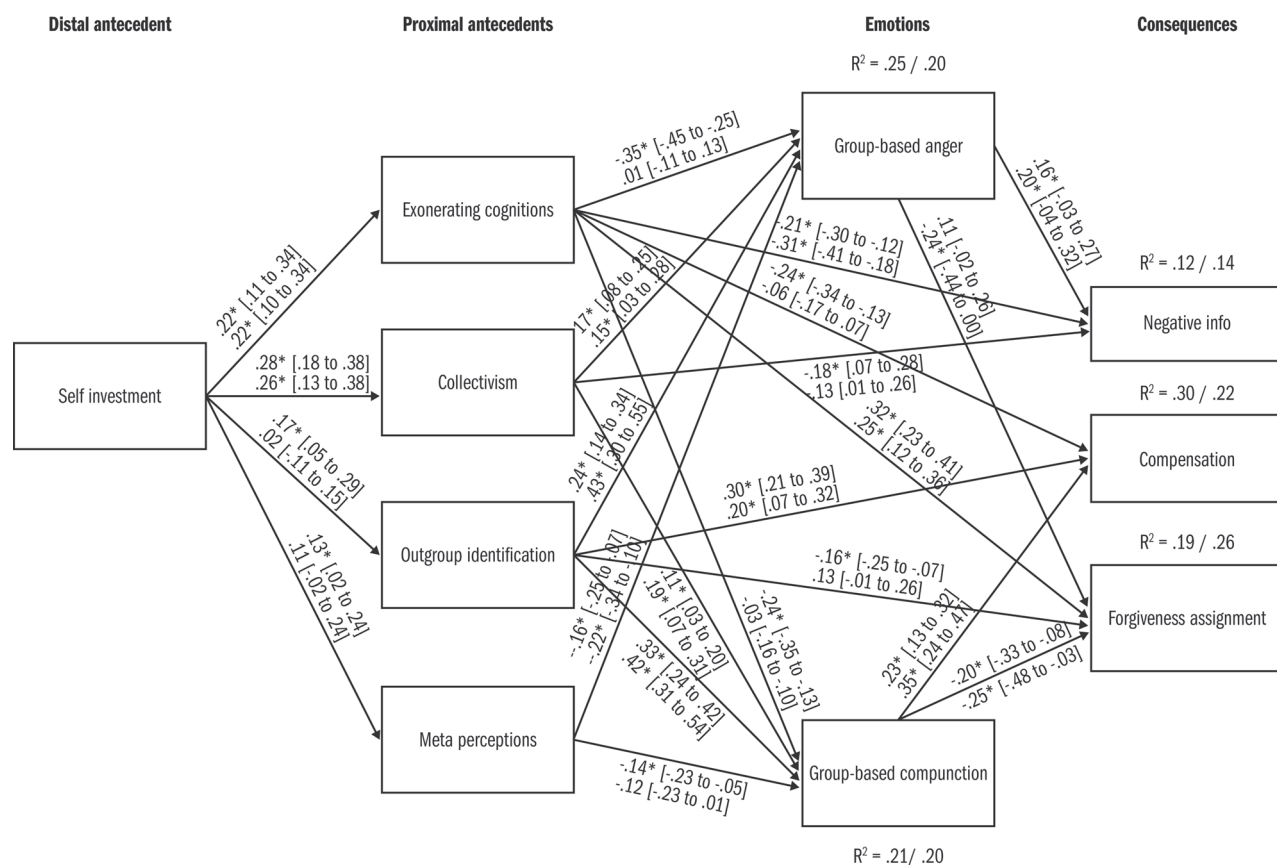 Distal antecedent
Proximal antecedents
Emotions
Consequences
R² = .25 / .20
Group-based anger
-.35* [-.45 to -.25]
.01 [-.11 to .13]
Exonerating cognitions
.16* [-.03 to .27]
.20* [-04 to .32]
.11 [-.02 to .26]
-.24* [-.44 to .00]
-.21* [-.30 to -.12]
-.31* [-.41 to -.18]
R² = .12 / .14
Negative info
.22* [.11 to .34]
.22* [.10 to .34]
.17* [.08 to .25]
.15* [.03 to .28]
-.24* [-.34 to -.13]
-.06 [-.17 to .07]
Self investment
.28* [.18 to .38]
.26* [.13 to .38]
Collectivism
-.18* [.07 to .28]
-.13 [.01 to .26]
R² = .30 / .22
Compensation
.17* [.05 to .29]
.02 [-.11 to .15]
.24* [.14 to .34]
.43* [.30 to .55]
.32* [.23 to .41]
.25* [.12 to .36]
.30* [.21 to .39]
.20* [.07 to .32]
Outgroup identification
-.16* [-.25 to -.07]
.13 [-.01 to .26]
R² = .19 / .26
Forgiveness assignment
.13* [.02 to .24]
.11 [-.02 to .24]
-.16* [-.25 to -.07]
-.22* [-.34 to -.10]
.11* [.03 to .20]
.19* [.07 to .31]
-.24* [-.35 to -.13]
-.03 [-.16 to -.10]
.33* [.24 to .42]
.42* [.31 to .54]
.23* [.13 to .32]
.35* [.24 to .47]
-.20* [-.33 to -.08]
-.25* [-.48 to -.03]
Meta perceptions
-.14* [-.23 to -.05]
-.12 [-.23 to .01]
Group-based compunction
R² = .21/ .20